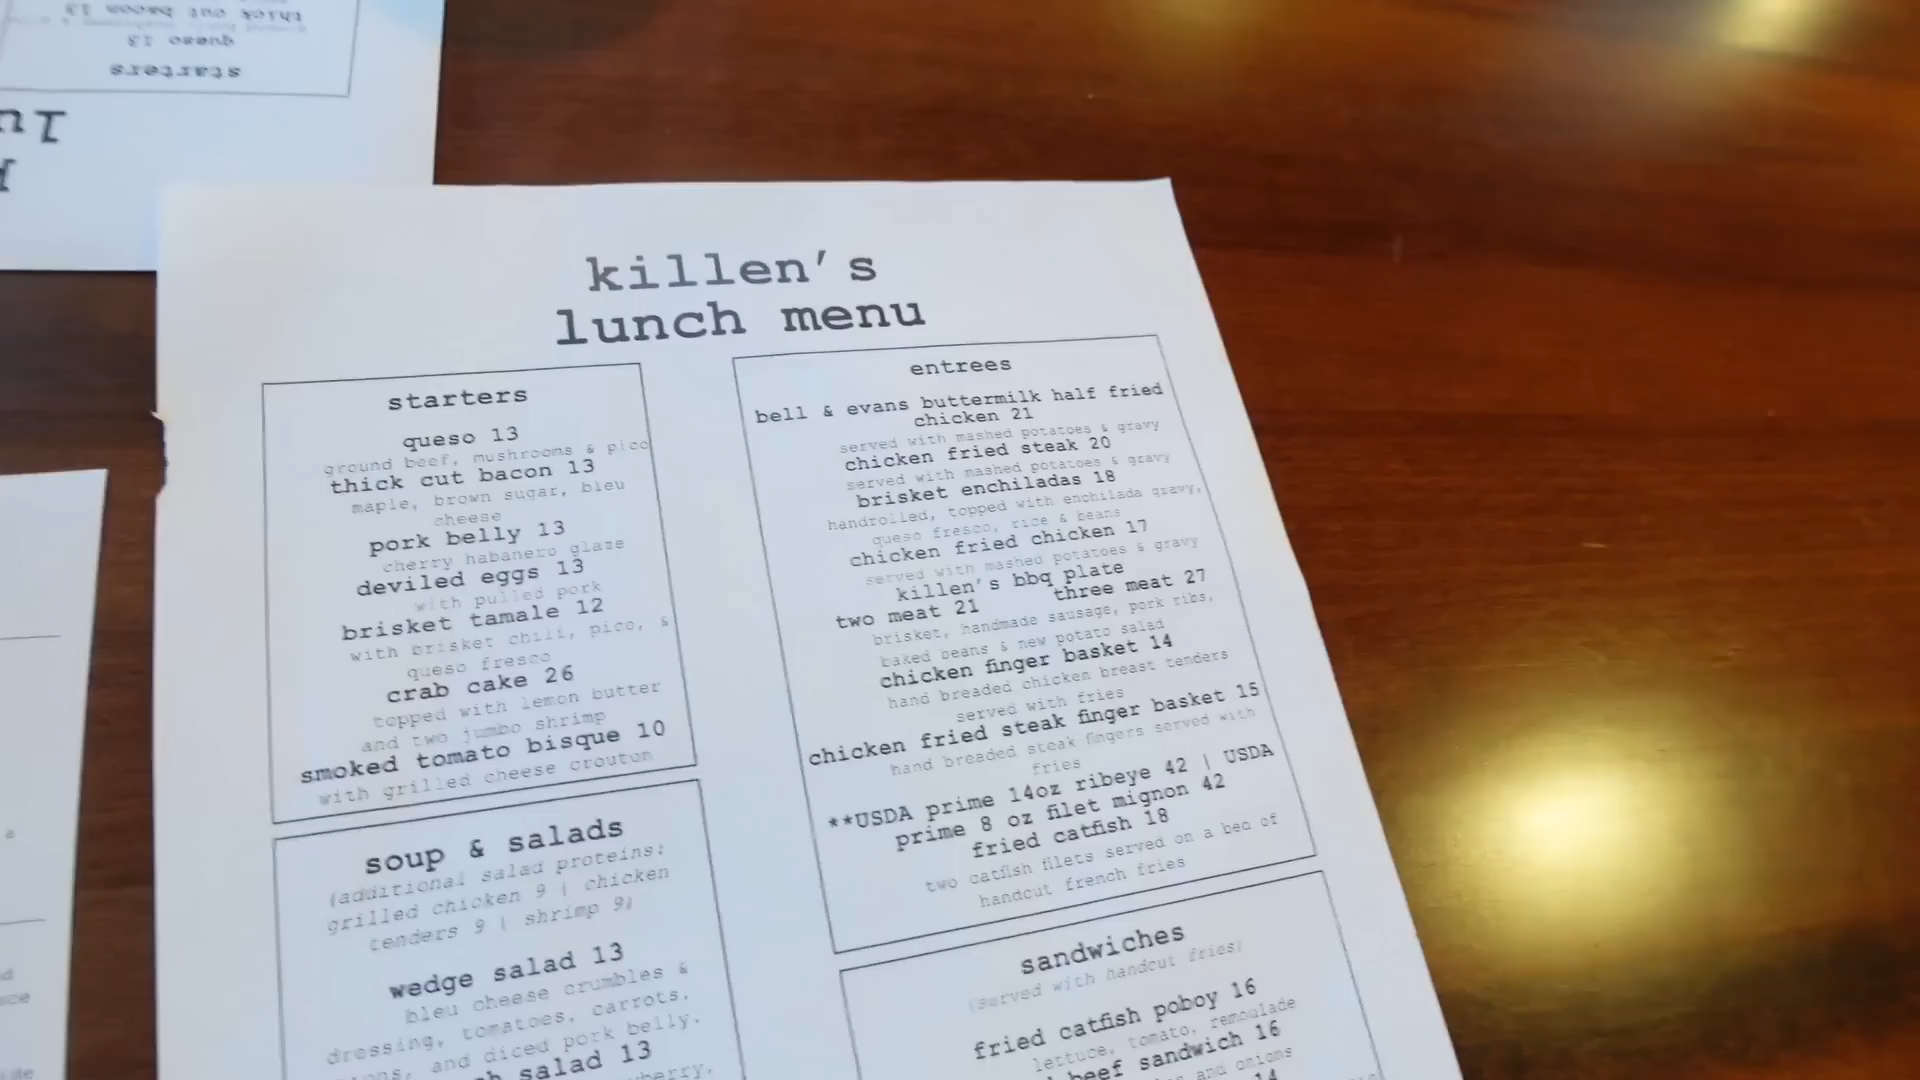 thick cut bacon 13
queso 13
starters
lu
killen's
lunch menu
starters
queso 13
ground beef, mushrooms & pico
thick cut bacon 13
maple, brown sugar, bleu
cheese
pork belly 13
cherry habanero glaze
deviled eggs 13
with pulled pork
brisket tamale 12
with brisket chili, pico, &
queso fresco
crab cake 26
topped with lemon butter
and two jumbo shrimp
smoked tomato bisque 10
with grilled cheese crouton
soup & salads
(additional salad proteins:
grilled chicken 9 | chicken
tenders 9 | shrimp 9)
wedge salad 13
bleu cheese crumbles &
dressing, tomatoes, carrots,
and diced pork belly.
salad 13
entrees
bell & evans buttermilk half fried
chicken 21
served with mashed potatoes & gravy
chicken fried steak 20
served with mashed potatoes & gravy
brisket enchiladas 18
handrolled, topped with enchilada gravy,
queso fresco, rice & beans
chicken fried chicken 17
served with mashed potatoes & gravy
killen's bbq plate
two meat 21 three meat 27
brisket, handmade sausage, pork ribs,
baked beans & new potato salad
chicken finger basket 14
hand breaded chicken breast tenders
served with fries
chicken fried steak finger basket 15
hand breaded steak fingers served with
fries
**USDA prime 14oz ribeye 42 | USDA
prime 8 oz filet mignon 42
fried catfish 18
two catfish filets served on a bed of
handcut french fries
sandwiches
(served with handcut fries)
fried catfish poboy 16
lettuce, tomato, remoulade
beef sandwich 16
and onions
14